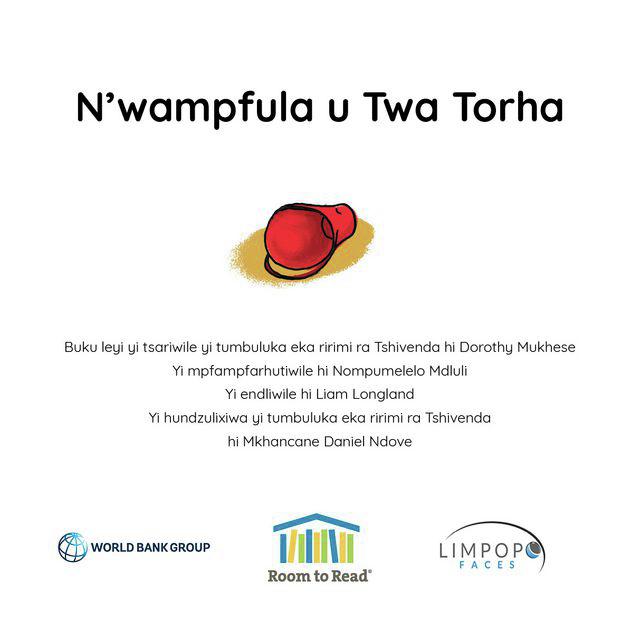 N’wampfula u Twa Torha
Buku leyi yi tsariwile yi tumbuluka eka ririmi ra Tshivenda hi Dorothy Mukhese
Yi mpfampfarhutiwile hi Nompumelelo Mdluli
Yi endliwile hi Liam Longland
Yi hundzulixiwa yi tumbuluka eka ririmi ra Tshivenda
hi Mkhancane Daniel Ndove
WORLD BANK GROUP
Room to Read®
LIMPOPO
FACES